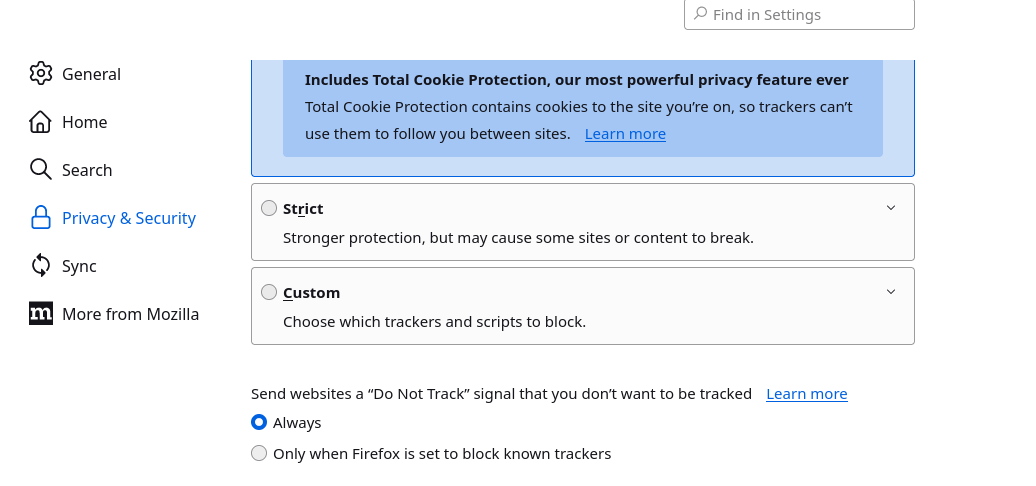 Find in Settings
General
Home
Search
Privacy & Security
Sync
m More from Mozilla
Includes Total Cookie Protection, our most powerful privacy feature ever
Total Cookie Protection contains cookies to the site you’re on, so trackers can’t
use them to follow you between sites. Learn more
Strict
Stronger protection, but may cause some sites or content to break.
Custom
Choose which trackers and scripts to block.
Send websites a “Do Not Track” signal that you don’t want to be tracked Learn more
Always
Only when Firefox is set to block known trackers